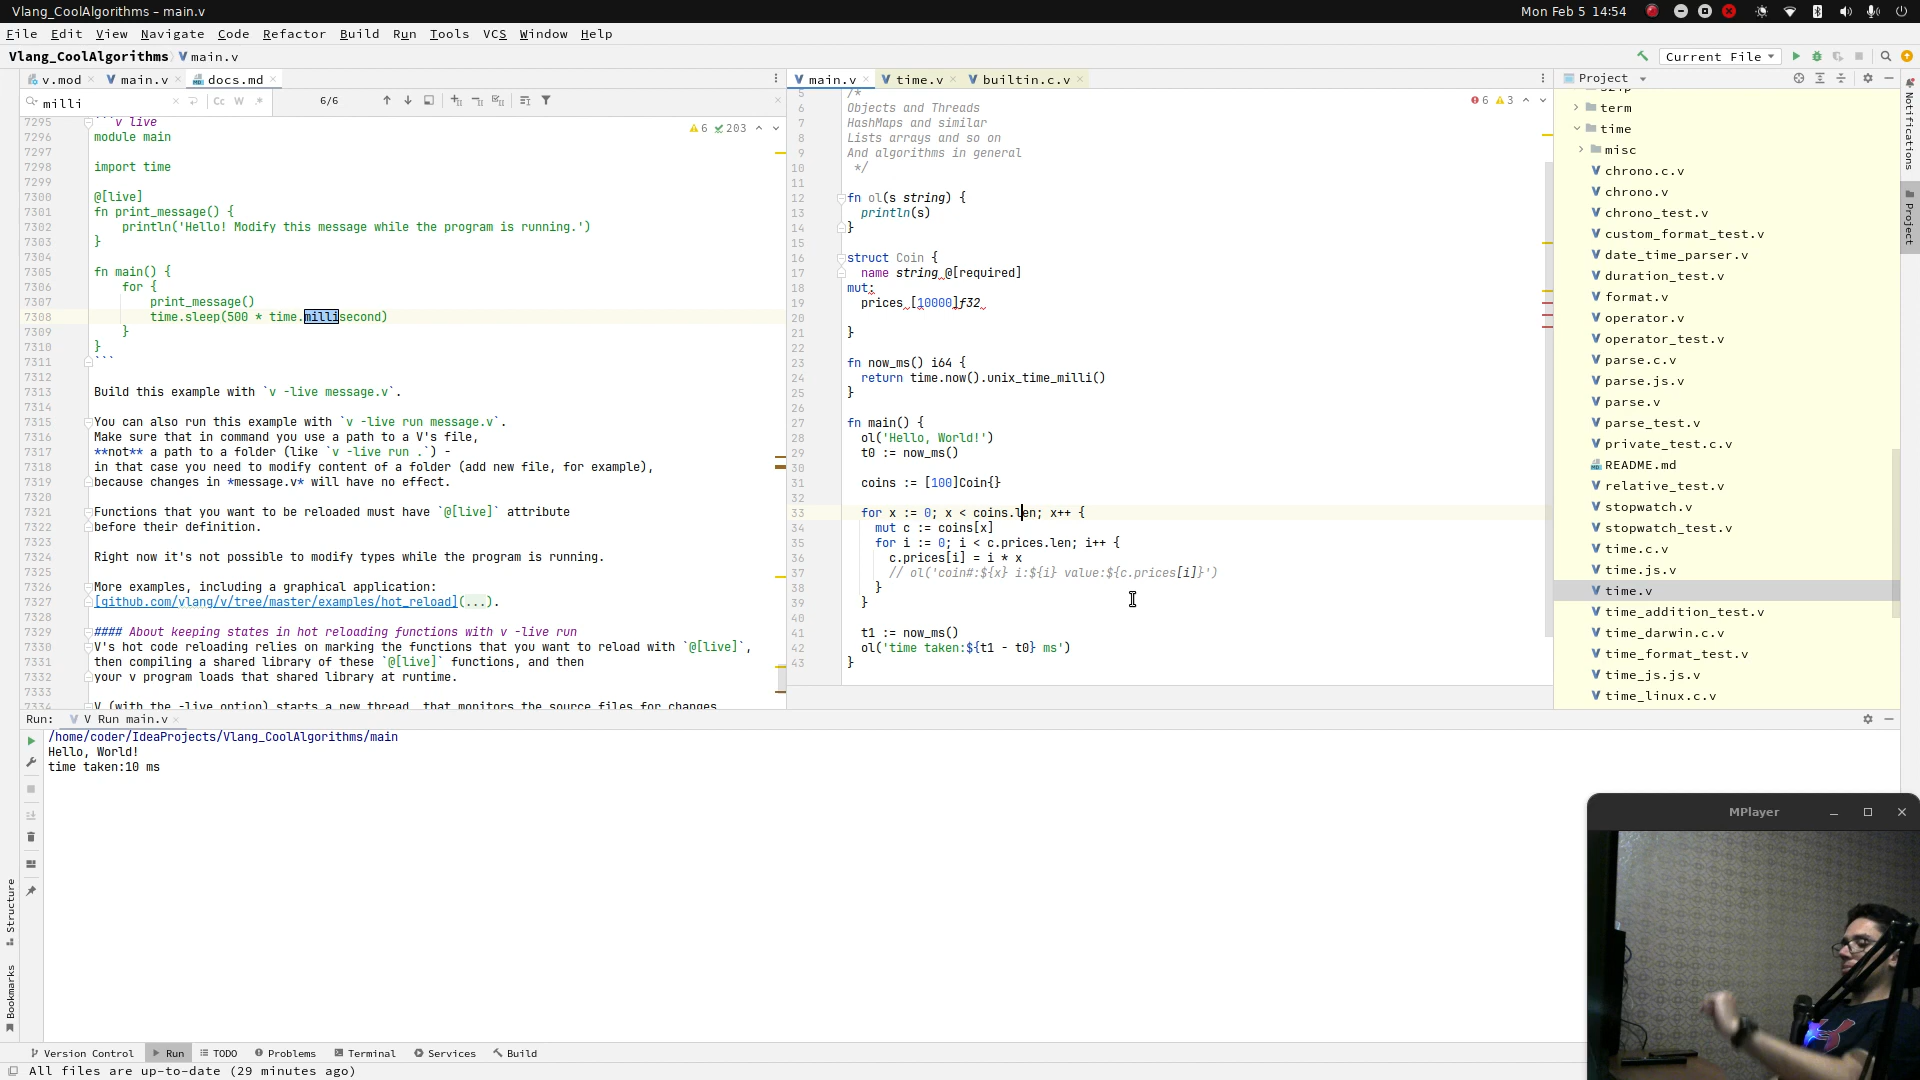 Vlang_CoolAlgorithms – main.v
Mon Feb 5 14:54
File Edit View Navigate Code Refactor Build Run Tools VCS Window Help
Vlang_CoolAlgorithms main.v
Current File
v.mod main.v docs.md
milli
Cc W .*
6/6
6 203
7295 ```v live
7296 module main
7297
7298 import time
7299
7300 @[live]
7301 fn print_message() {
7302 println('Hello! Modify this message while the program is running.')
7303 }
7304
7305 fn main() {
7306 for {
7307 print_message()
7308 time.sleep(500 * time.millisecond)
7309 }
7310 }
7311 ```
7312
7313 Build this example with `v -live message.v`.
7314
7315 You can also run this example with `v -live run message.v`.
7316 Make sure that in command you use a path to a V's file,
7317 **not** a path to a folder (like `v -live run .`) -
7318 in that case you need to modify content of a folder (add new file, for example),
7319 because changes in *message.v* will have no effect.
7320
7321 Functions that you want to be reloaded must have `@[live]` attribute
7322 before their definition.
7323
7324 Right now it's not possible to modify types while the program is running.
7325
7326 More examples, including a graphical application:
7327 [github.com/vlang/v/tree/master/examples/hot_reload](...).
7328
7329 #### About keeping states in hot reloading functions with v -live run
7330 V's hot code reloading relies on marking the functions that you want to reload with `@[live]`,
7331 then compiling a shared library of these `@[live]` functions, and then
7332 your v program loads that shared library at runtime.
7333
7334 V (with the -live option) starts a new thread, that monitors the source files for changes,
main.v time.v builtin.c.v
6 3
5 /*
6 Objects and Threads
7 HashMaps and similar
8 Lists arrays and so on
9 And algorithms in general
10 */
11
12 fn ol(s string) {
13 println(s)
14 }
15
16 struct Coin {
17 name string @[required]
18 mut:
19 prices [10000]f32
20
21 }
22
23 fn now_ms() i64 {
24 return time.now().unix_time_milli()
25 }
26
27 fn main() {
28 ol('Hello, World!')
29 t0 := now_ms()
30
31 coins := [100]Coin{}
32
33 for x := 0; x < coins.len; x++ {
34 mut c := coins[x]
35 for i := 0; i < c.prices.len; i++ {
36 c.prices[i] = i * x
37 // ol('coin#:${x} i:${i} value:${c.prices[i]}')
38 }
39 }
40
41 t1 := now_ms()
42 ol('time taken:${t1 - t0} ms')
43 }
Project
term
time
misc
chrono.c.v
chrono.v
chrono_test.v
custom_format_test.v
date_time_parser.v
duration_test.v
format.v
operator.v
operator_test.v
parse.c.v
parse.js.v
parse.v
parse_test.v
private_test.c.v
README.md
relative_test.v
stopwatch.v
stopwatch_test.v
time.c.v
time.js.v
time.v
time_addition_test.v
time_darwin.c.v
time_format_test.v
time_js.js.v
time_linux.c.v
Notifications
Project
Run: V Run main.v
/home/coder/IdeaProjects/Vlang_CoolAlgorithms/main
Hello, World!
time taken:10 ms
MPlayer
Structure
Bookmarks
Version Control Run TODO Problems Terminal Services Build
All files are up-to-date (29 minutes ago)